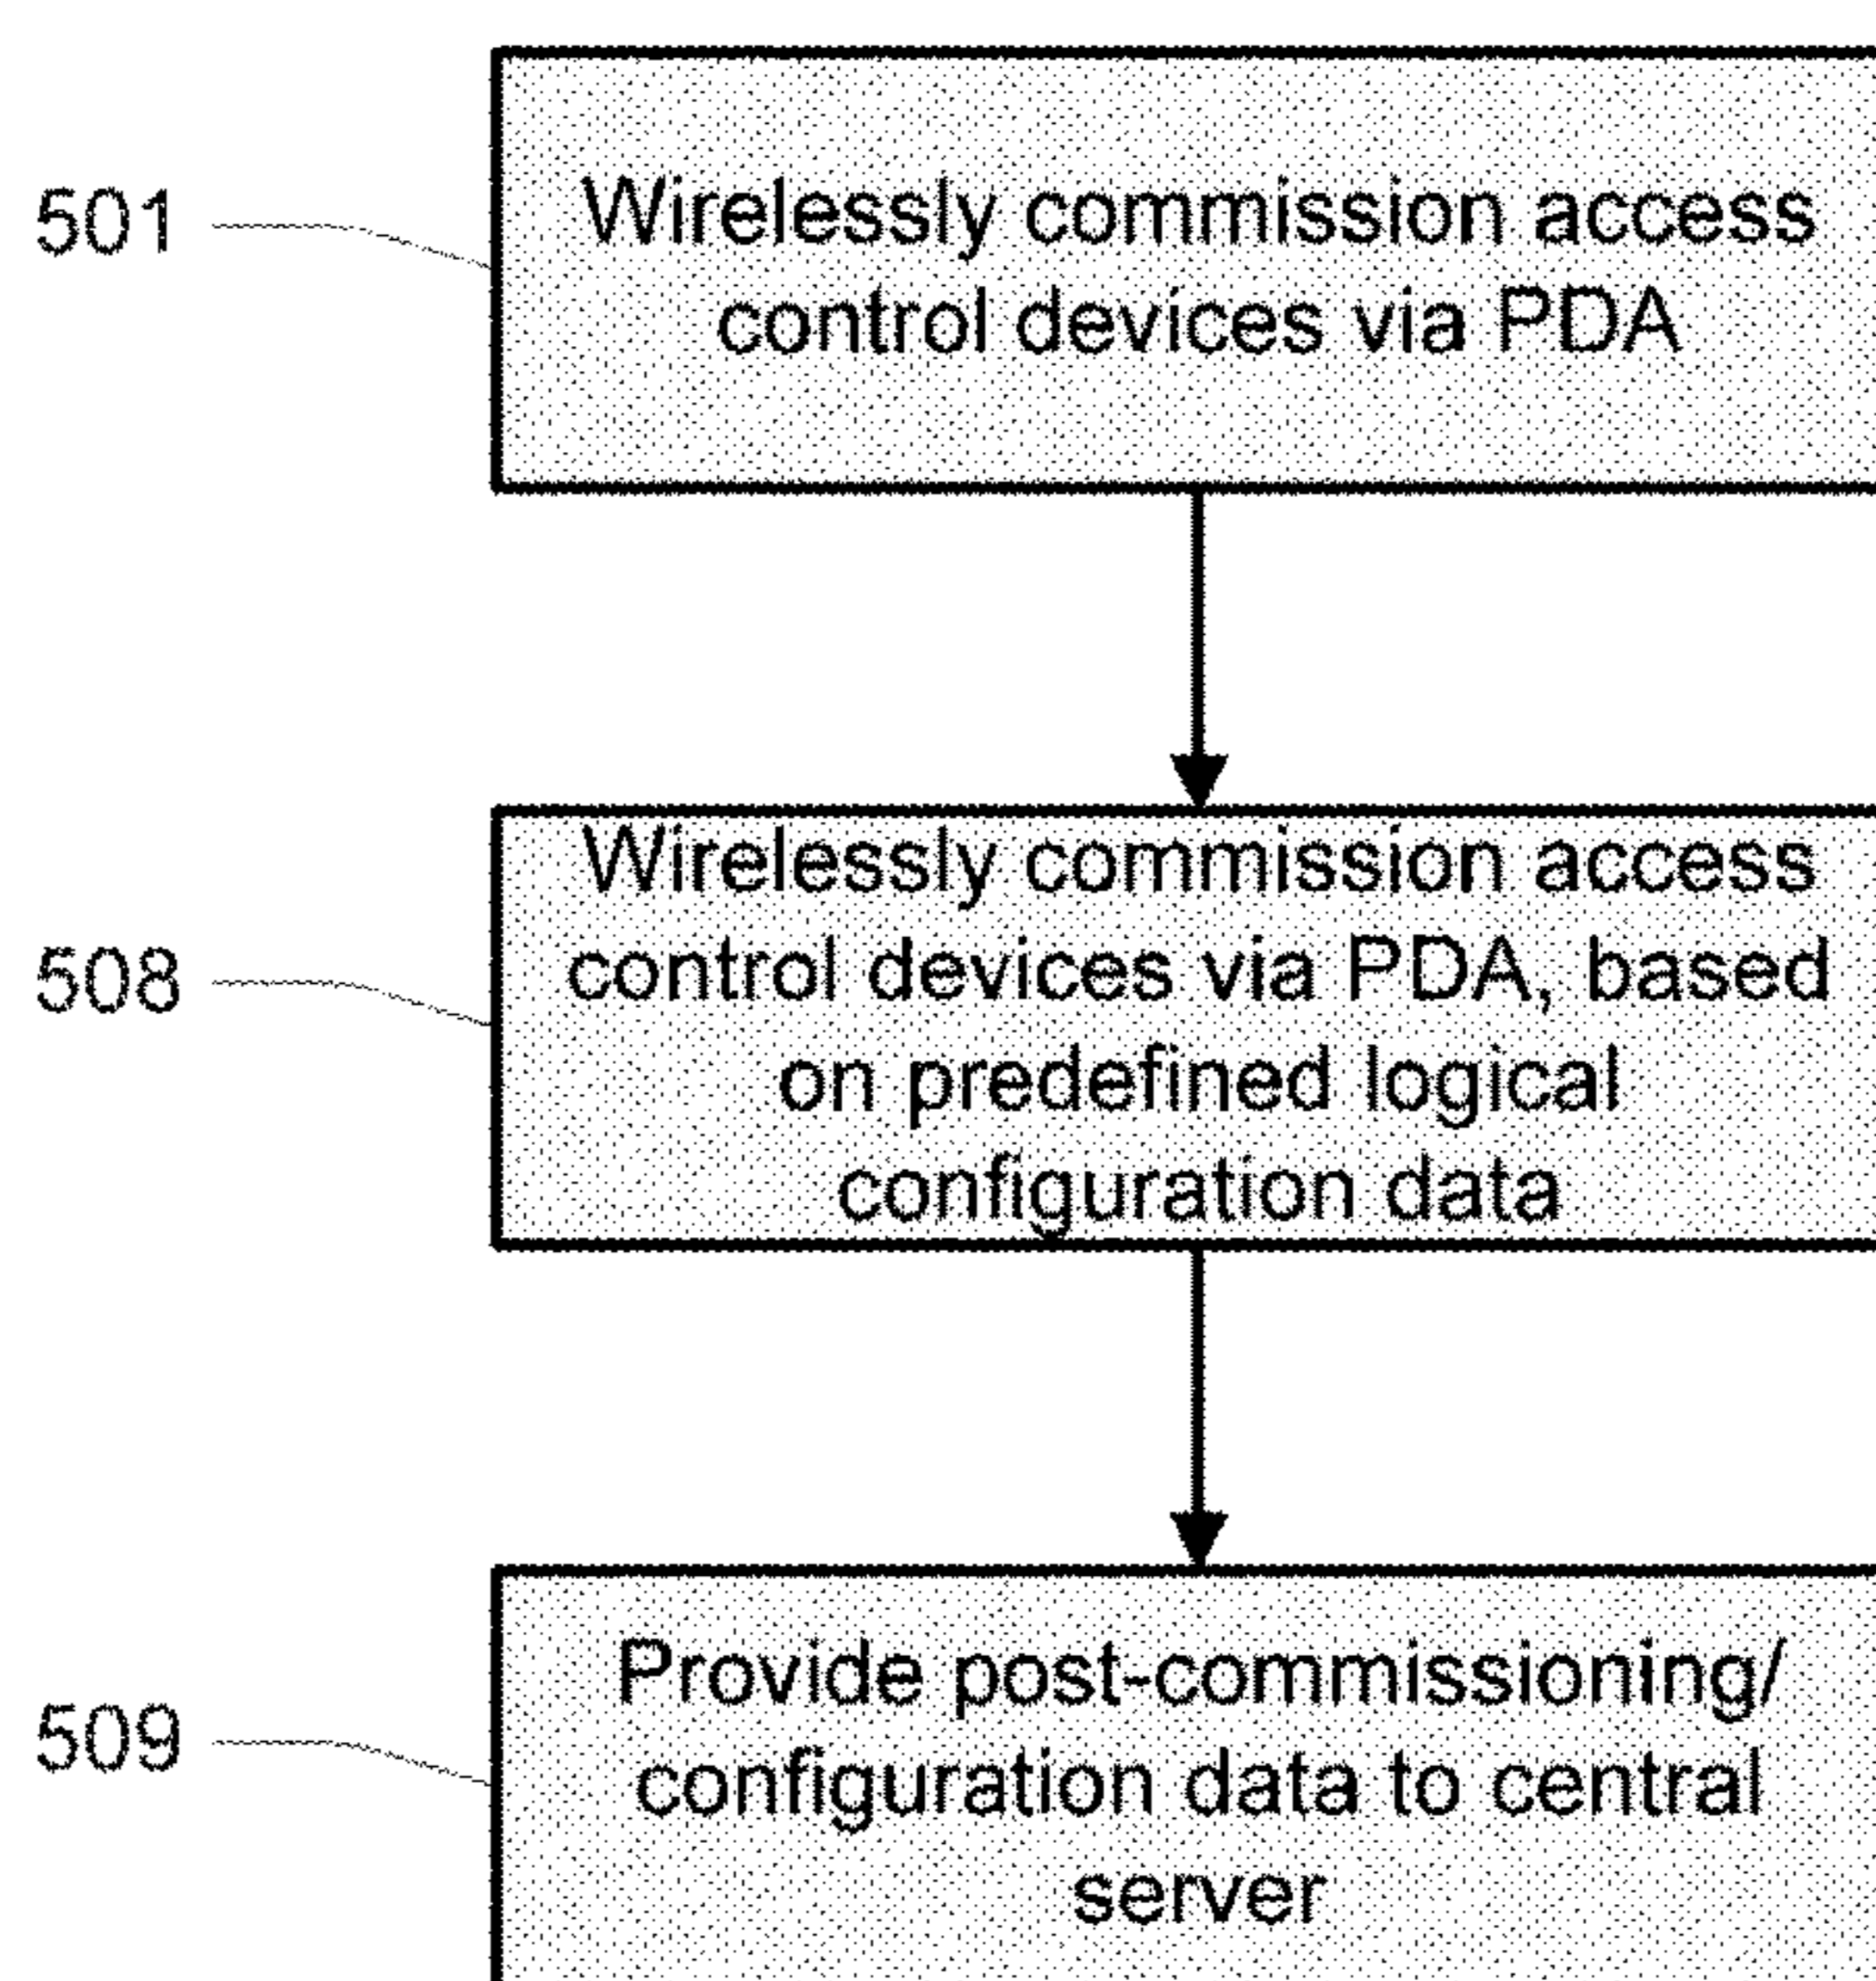 501
Wirelessly commission access
control devices via PDA
508
Wirelessly commission access
control devices via PDA, based
on predefined logical
configuration data
509
Provide post-commissioning/
configuration data to central
server